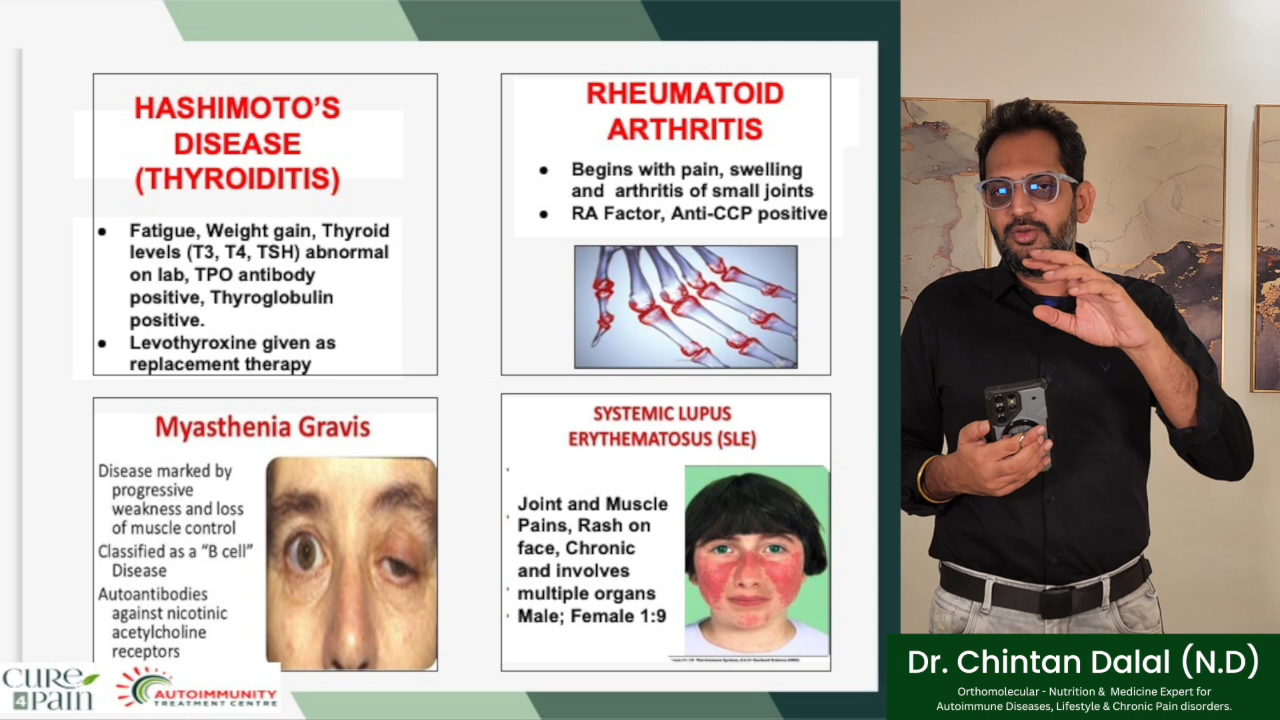 HASHIMOTO'S
DISEASE
(THYROIDITIS)
● Fatigue, Weight gain, Thyroid
levels (T3, T4, TSH) abnormal
on lab, TPO antibody
positive, Thyroglobulin
positive.
● Levothyroxine given as
replacement therapy
RHEUMATOID
ARTHRITIS
● Begins with pain, swelling
and arthritis of small joints
● RA Factor, Anti-CCP positive
Myasthenia Gravis
Disease marked by
progressive
weakness and loss
of muscle control
Classified as a “B cell”
Disease
Autoantibodies
against nicotinic
acetylcholine
receptors
SYSTEMIC LUPUS
ERYTHEMATOSUS (SLE)
Joint and Muscle
Pains, Rash on
face, Chronic
and involves
multiple organs
Male; Female 1:9
CURE
4 Pain
AUTOIMMUNITY
TREATMENT CENTRE
Dr. Chintan Dalal (N.D)
Orthomolecular - Nutrition & Medicine Expert for
Autoimmune Diseases, Lifestyle & Chronic Pain disorders.